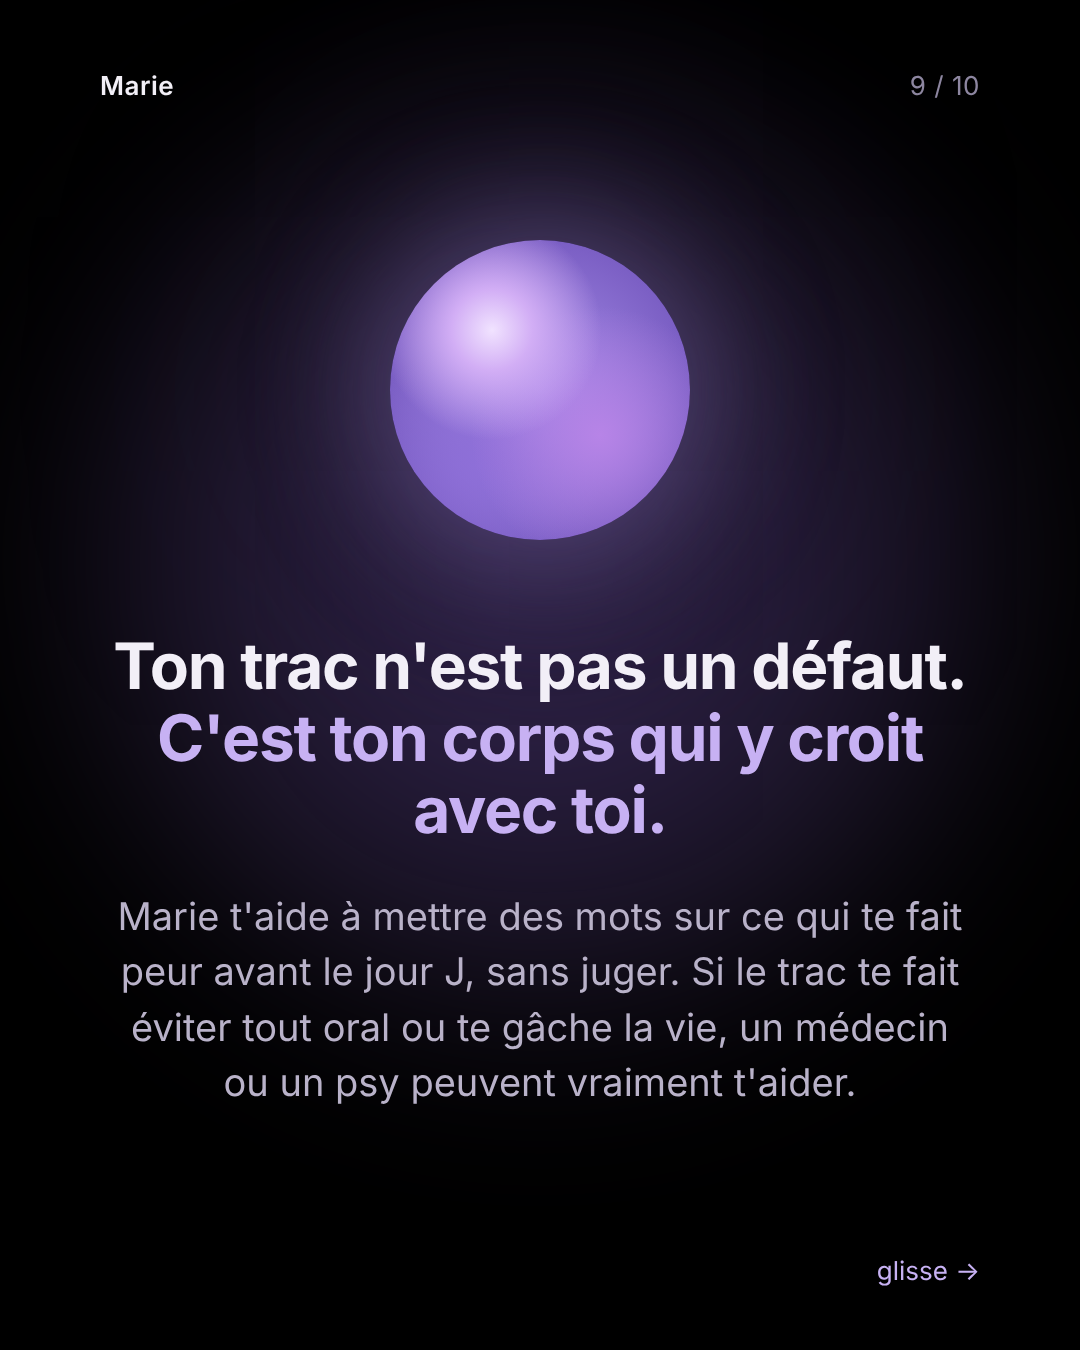 Marie
9 / 10
Ton trac n'est pas un défaut.
C'est ton corps qui y croit
avec toi.
Marie t'aide à mettre des mots sur ce qui te fait
peur avant le jour J, sans juger. Si le trac te fait
éviter tout oral ou te gâche la vie, un médecin
ou un psy peuvent vraiment t'aider.
glisse →